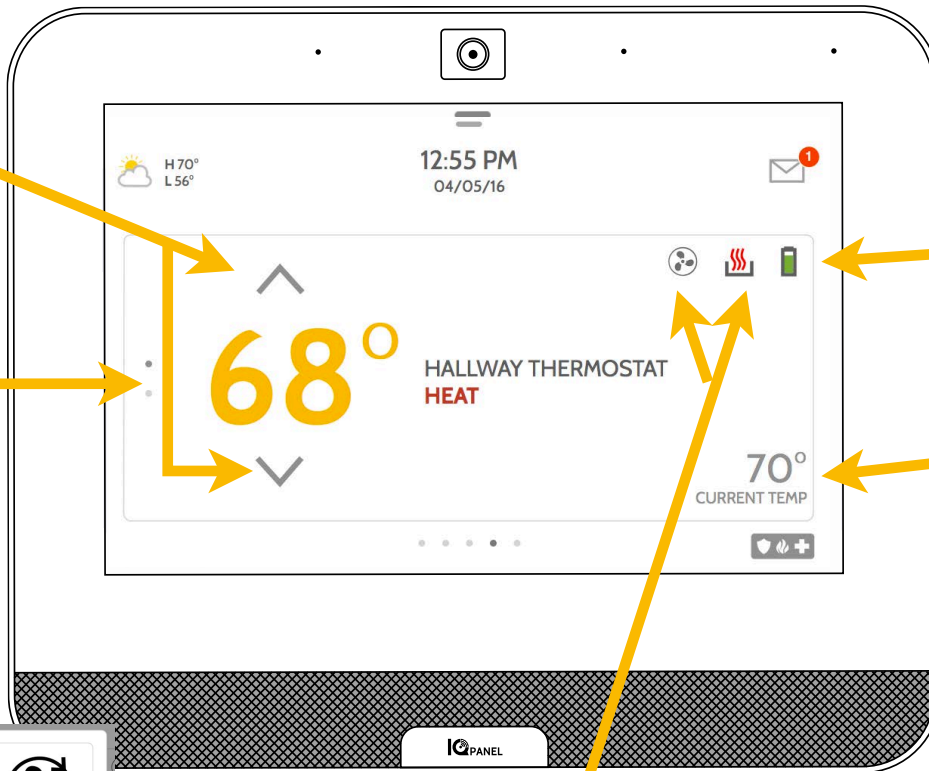 12:55 PM
04/05/16
H 70°
L 56°
1
68°
HALLWAY THERMOSTAT
HEAT
70°
CURRENT TEMP
IQ PANEL